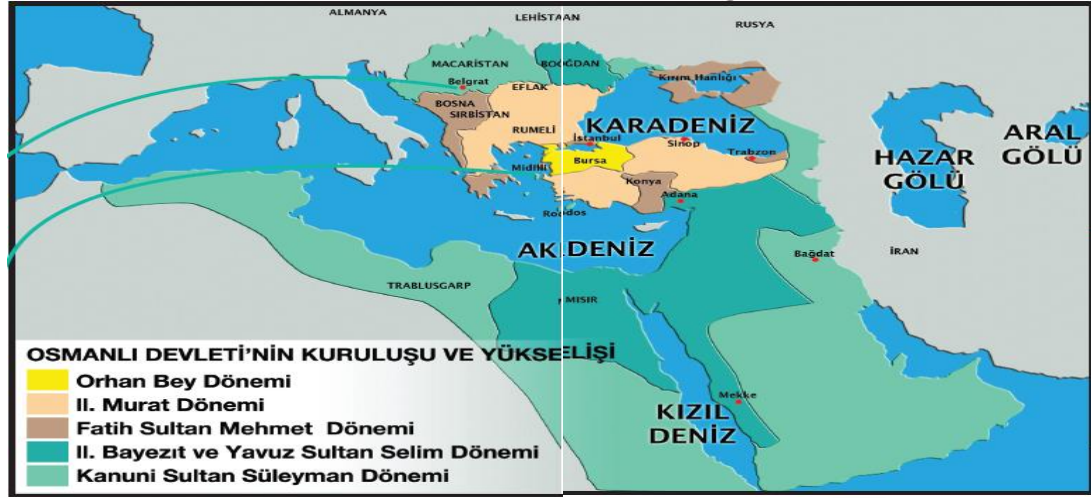 ALMANYA
LEHİSTAAN
RUSYA
MACARİSTAN
BOĞDAN
Belgrat
Kırım Hanlığı
EFLAK
BOSNA
SIRBİSTAN
RUMELİ
KARADENİZ
İstanbul
Sinop
ARAL
GÖLÜ
HAZAR
GÖLÜ
Bursa
Trabzon
Midilli
Konya
Adana
Rodos
AKDENİZ
Bağdat
İRAN
TRABLUSGARP
MISIR
Mekke
KIZIL
DENİZ
OSMANLI DEVLETİ’NİN KURULUŞU VE YÜKSELİŞİ
Orhan Bey Dönemi
II. Murat Dönemi
Fatih Sultan Mehmet Dönemi
II. Bayezıt ve Yavuz Sultan Selim Dönemi
Kanuni Sultan Süleyman Dönemi